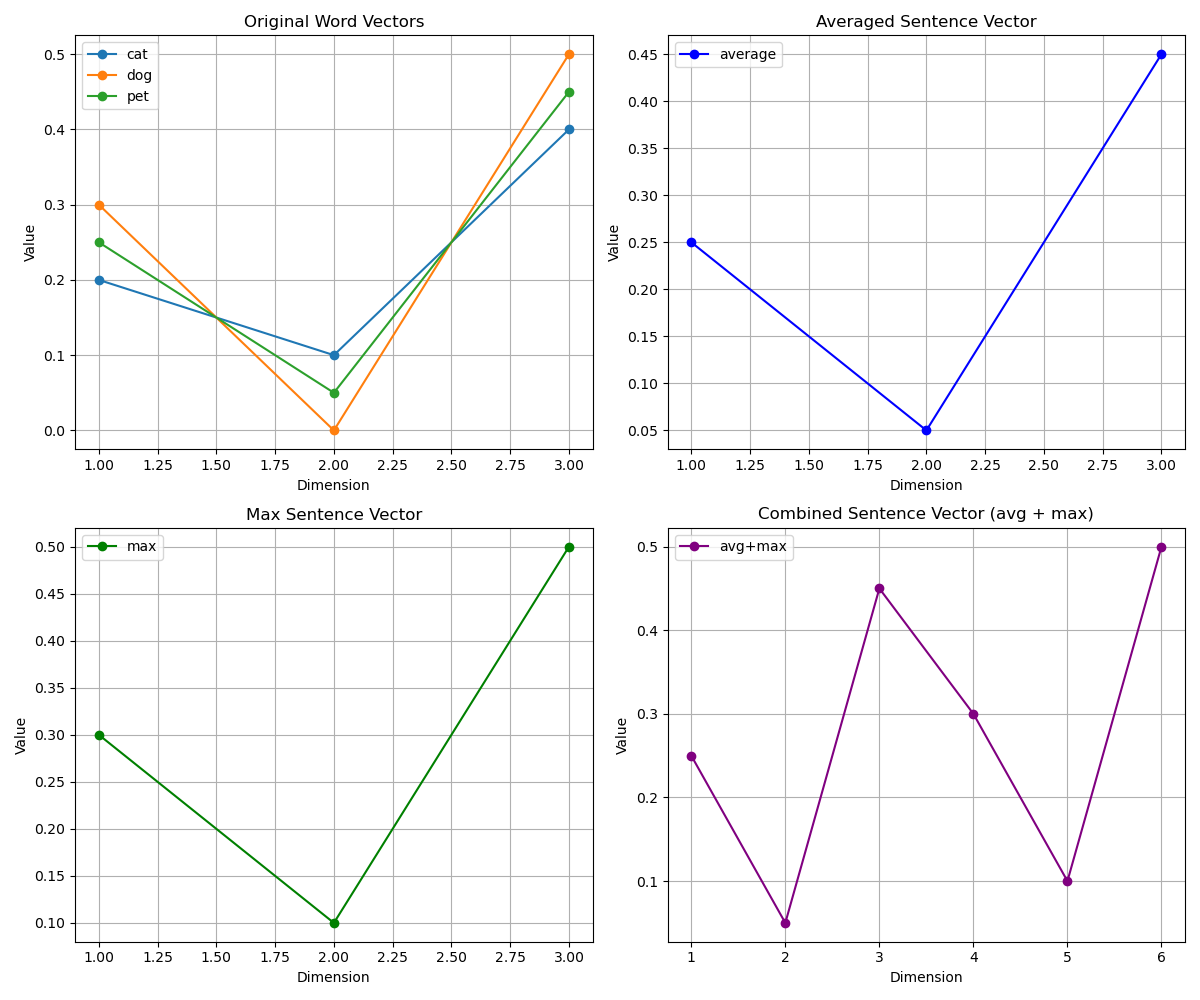 Original Word Vectors
cat
dog
pet
0.5
0.4
0.3
0.2
0.1
0.0
Value
1.00 1.25 1.50 1.75 2.00 2.25 2.50 2.75 3.00
Dimension
Averaged Sentence Vector
average
0.45
0.40
0.35
0.30
0.25
0.20
0.15
0.10
0.05
Value
1.00 1.25 1.50 1.75 2.00 2.25 2.50 2.75 3.00
Dimension
Max Sentence Vector
max
0.50
0.45
0.40
0.35
0.30
0.25
0.20
0.15
0.10
Value
1.00 1.25 1.50 1.75 2.00 2.25 2.50 2.75 3.00
Dimension
Combined Sentence Vector (avg + max)
avg+max
0.5
0.4
0.3
0.2
0.1
Value
1 2 3 4 5 6
Dimension